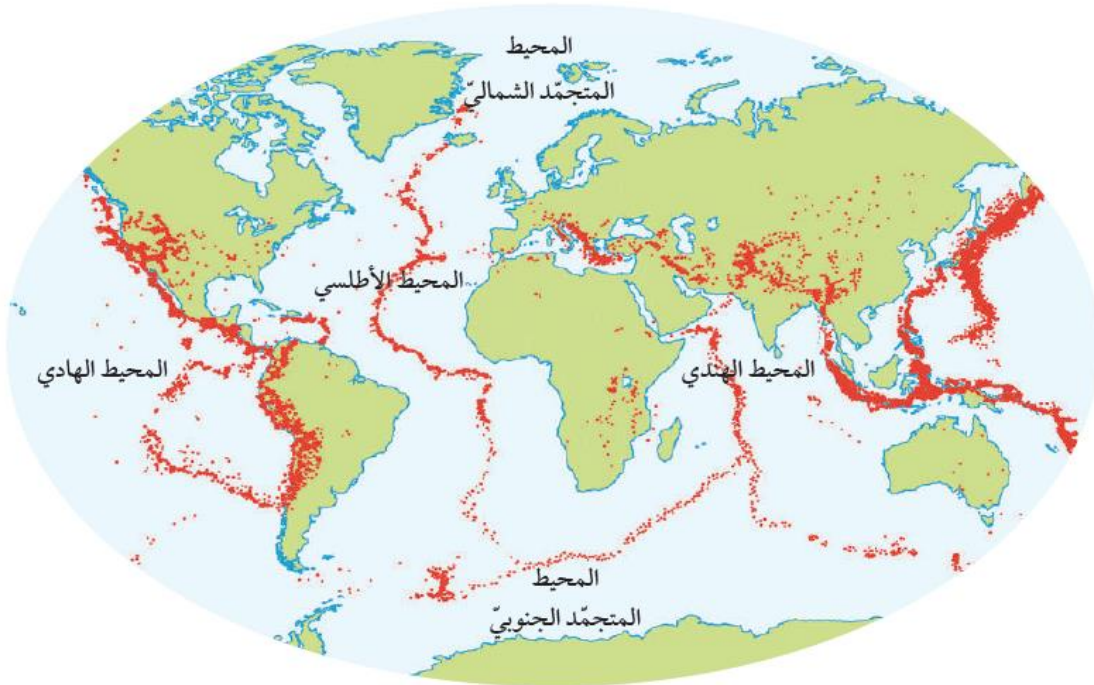 المحيط
المتجمّد الشماليّ
المحيط الأطلسي
المحيط الهادي
المحيط الهندي
المحيط
المتجمّد الجنوبيّ